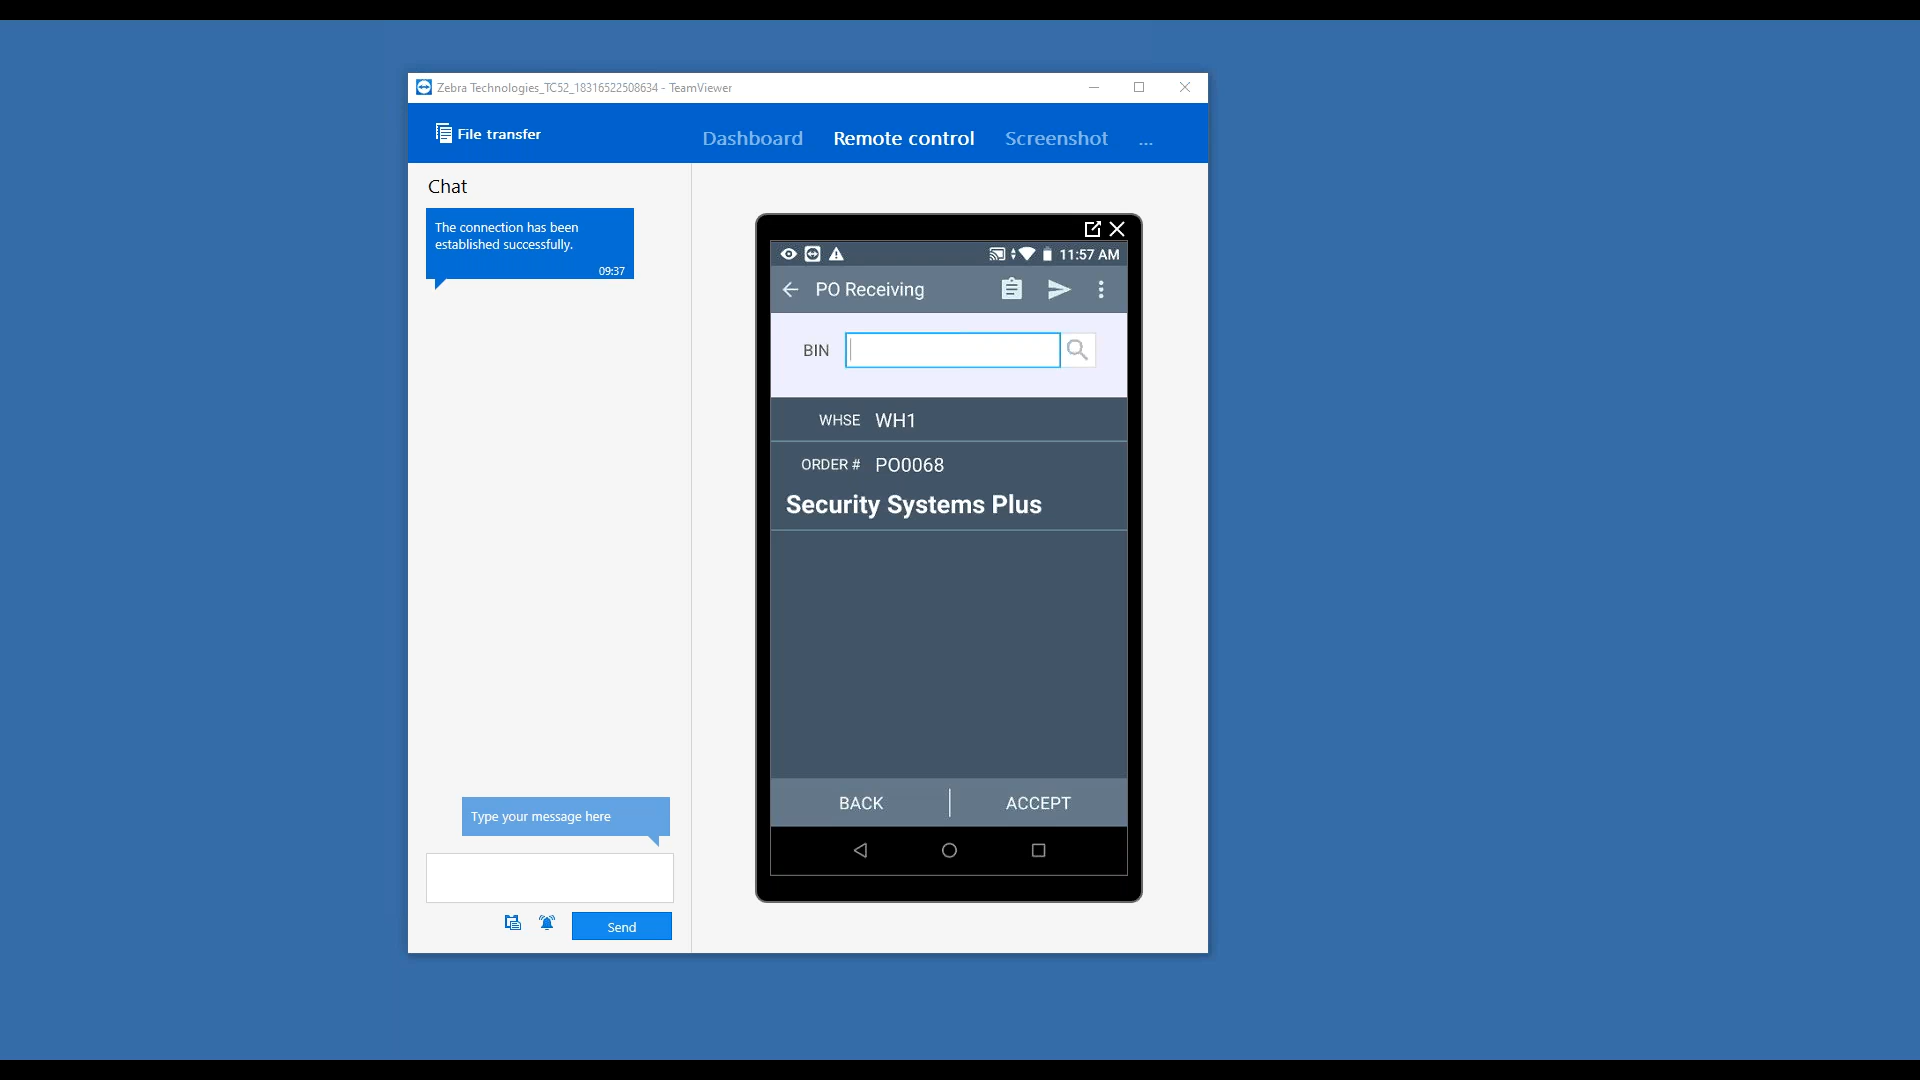 Zebra Technologies_TC52_18316522508634 - TeamViewer
File transfer
Dashboard
Remote control
Screenshot
...
Chat
The connection has been
established successfully.
09:37
11:57 AM
PO Receiving
BIN
WHSE WH1
ORDER # PO0068
Security Systems Plus
BACK
ACCEPT
Type your message here
Send